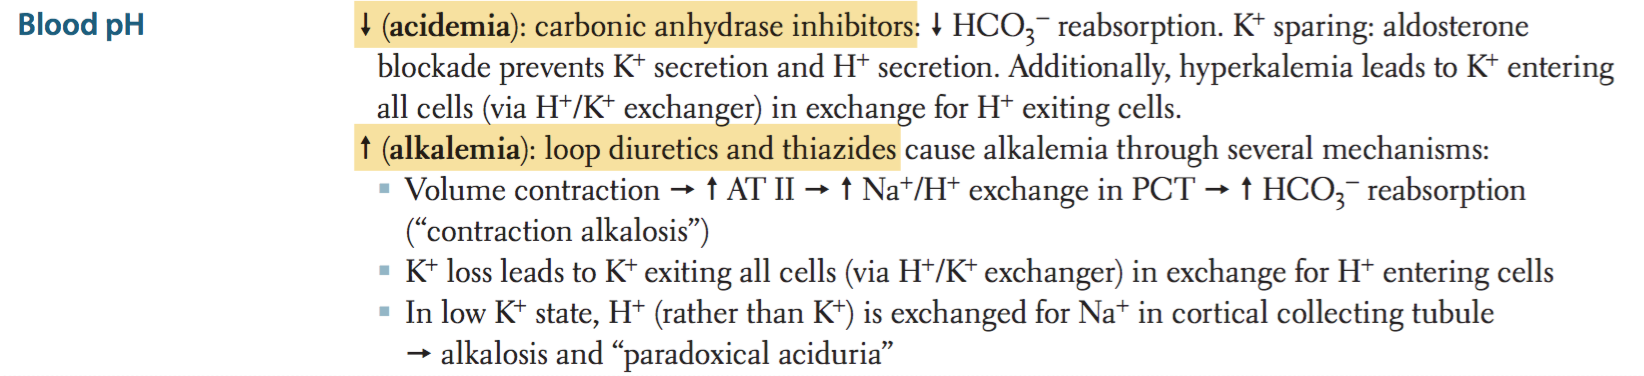 Blood pH
↓ (acidemia): carbonic anhydrase inhibitors: ↓ HCO₃⁻ reabsorption. K⁺ sparing: aldosterone
blockade prevents K⁺ secretion and H⁺ secretion. Additionally, hyperkalemia leads to K⁺ entering
all cells (via H⁺/K⁺ exchanger) in exchange for H⁺ exiting cells.
↑ (alkalemia): loop diuretics and thiazides cause alkalemia through several mechanisms:
▪ Volume contraction → ↑ AT II → ↑ Na⁺/H⁺ exchange in PCT → ↑ HCO₃⁻ reabsorption
(“contraction alkalosis”)
▪ K⁺ loss leads to K⁺ exiting all cells (via H⁺/K⁺ exchanger) in exchange for H⁺ entering cells
▪ In low K⁺ state, H⁺ (rather than K⁺) is exchanged for Na⁺ in cortical collecting tubule
→ alkalosis and “paradoxical aciduria”